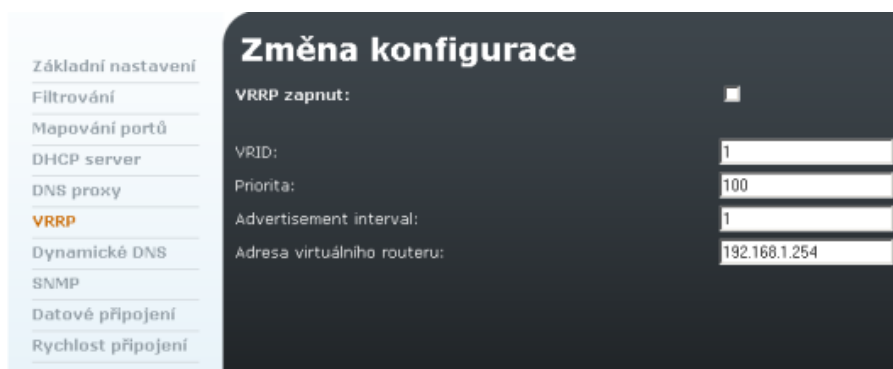 Základní nastavení
Filtrování
Mapování portů
DHCP server
DNS proxy
VRRP
Dynamické DNS
SNMP
Datové připojení
Rychlost připojení
Změna konfigurace
VRRP zapnut:
VRID: 1
Priorita: 100
Advertisement interval: 1
Adresa virtuálního routeru: 192.168.1.254